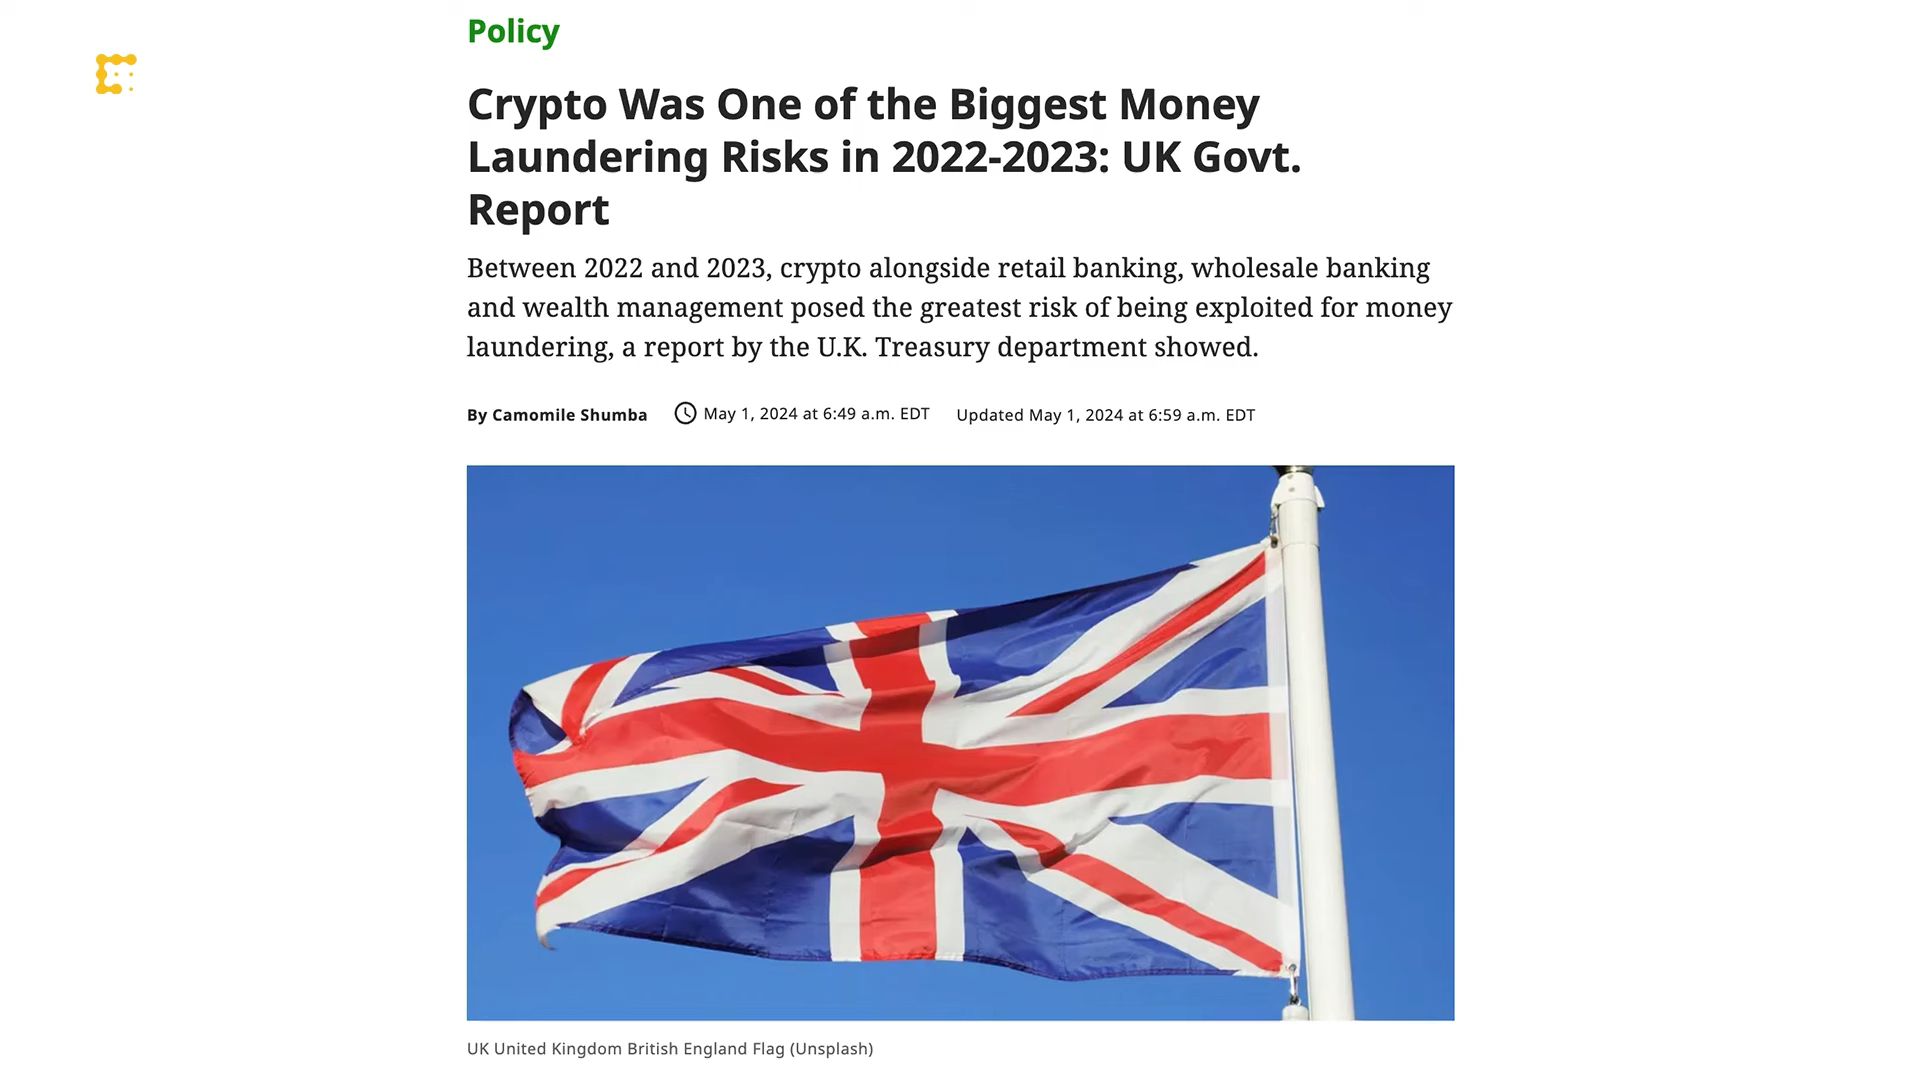 Policy
Crypto Was One of the Biggest Money
Laundering Risks in 2022-2023: UK Govt.
Report
Between 2022 and 2023, crypto alongside retail banking, wholesale banking
and wealth management posed the greatest risk of being exploited for money
laundering, a report by the U.K. Treasury department showed.
By Camomile Shumba May 1, 2024 at 6:49 a.m. EDT Updated May 1, 2024 at 6:59 a.m. EDT
UK United Kingdom British England Flag (Unsplash)